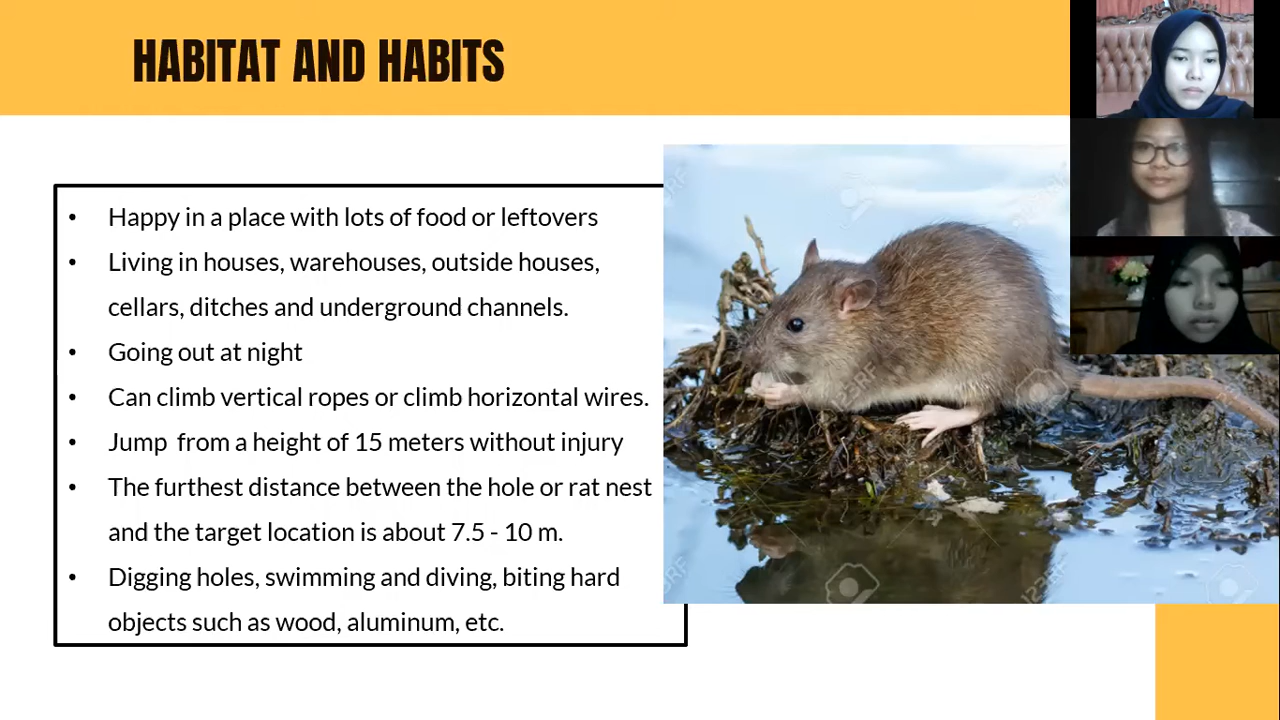 HABITAT AND HABITS
• Happy in a place with lots of food or leftovers
• Living in houses, warehouses, outside houses,
cellars, ditches and underground channels.
• Going out at night
• Can climb vertical ropes or climb horizontal wires.
• Jump  from a height of 15 meters without injury
• The furthest distance between the hole or rat nest
and the target location is about 7.5 - 10 m.
• Digging holes, swimming and diving, biting hard
objects such as wood, aluminum, etc.